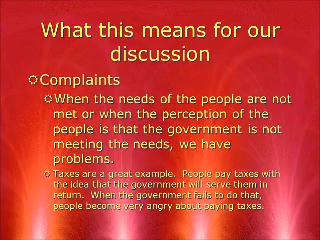 What this means for our
discussion
Complaints
When the needs of the people are not
met or when the perception of the
people is that the government is not
meeting the needs, we have
problems.
Taxes are a great example. People pay taxes with
the idea that the government will serve them in
return. When the government fails to do that,
people become very angry about paying taxes.